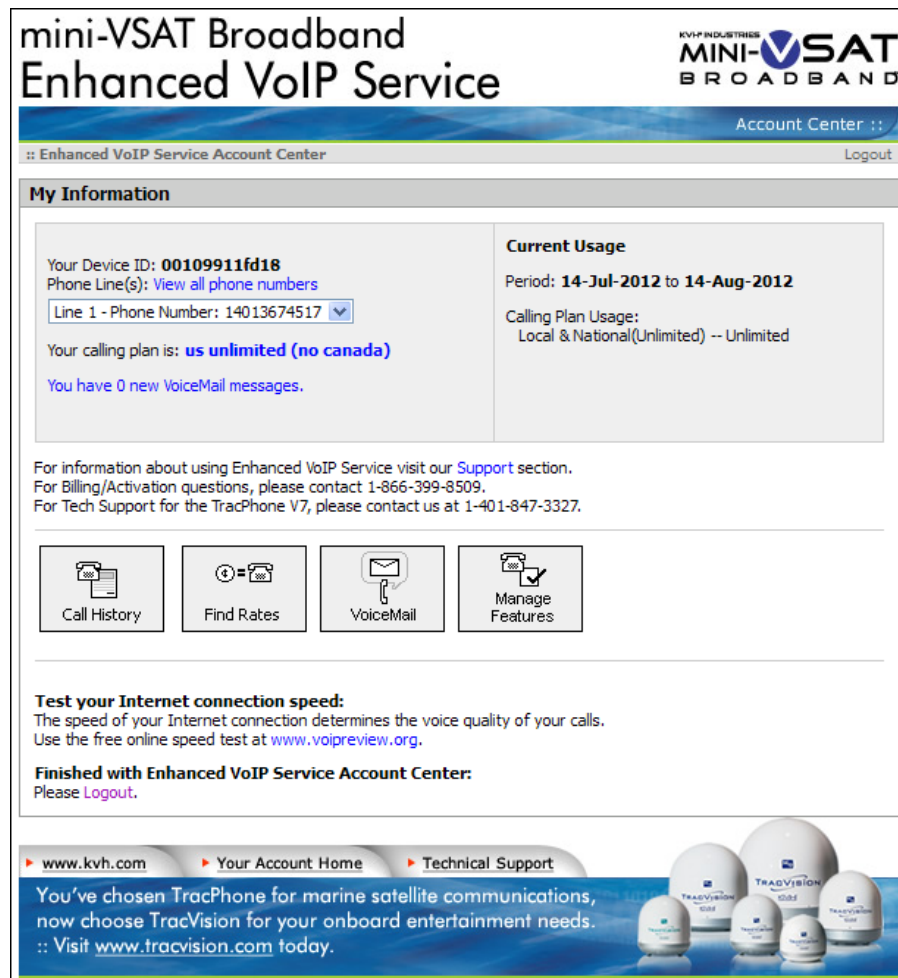 mini-VSAT Broadband
Enhanced VoIP Service
KVH INDUSTRIES
MINI-VSAT
BROADBAND
Account Center ::
:: Enhanced VoIP Service Account Center
Logout
My Information
Your Device ID: 00109911fd18
Phone Line(s): View all phone numbers
Line 1 - Phone Number: 14013674517
Your calling plan is: us unlimited (no canada)
You have 0 new VoiceMail messages.
Current Usage
Period: 14-Jul-2012 to 14-Aug-2012
Calling Plan Usage:
Local & National(Unlimited) -- Unlimited
For information about using Enhanced VoIP Service visit our Support section.
For Billing/Activation questions, please contact 1-866-399-8509.
For Tech Support for the TracPhone V7, please contact us at 1-401-847-3327.
Call History
Find Rates
VoiceMail
Manage
Features
Test your Internet connection speed:
The speed of your Internet connection determines the voice quality of your calls.
Use the free online speed test at www.voipreview.org.
Finished with Enhanced VoIP Service Account Center:
Please Logout.
www.kvh.com
Your Account Home
Technical Support
You've chosen TracPhone for marine satellite communications,
now choose TracVision for your onboard entertainment needs.
:: Visit www.tracvision.com today.
TRACVISION